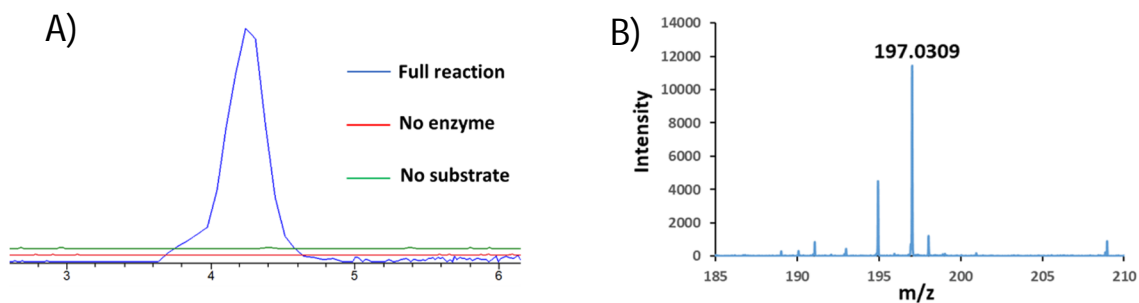 A)
Full reaction
No enzyme
No substrate
3 4 5 6
B)
197.0309
Intensity
14000
12000
10000
8000
6000
4000
2000
0
185 190 195 200 205 210
m/z